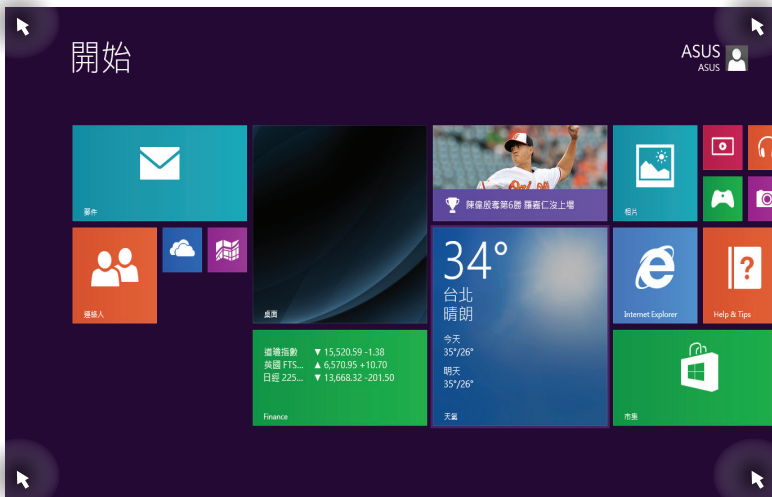 開始
ASUS
ASUS
郵件
桌面
陳偉殷奪第6勝 羅嘉仁沒上場
相片
連絡人
34°
台北
晴朗
今天
35°/26°
明天
35°/26°
天氣
Internet Explorer
Help & Tips
道瓊指數 ▼ 15,520.59 -1.38
英國 FTS... ▲ 6,570.95 +10.70
日經 225... ▼ 13,668.32 -201.50
Finance
市集